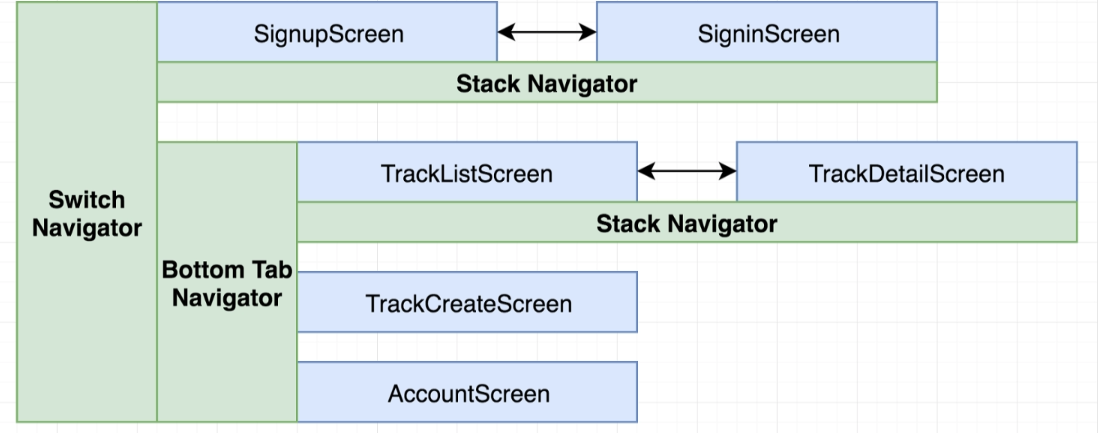 SignupScreen
SigninScreen
Stack Navigator
TrackListScreen
TrackDetailScreen
Stack Navigator
Switch
Navigator
Bottom Tab
Navigator
TrackCreateScreen
AccountScreen